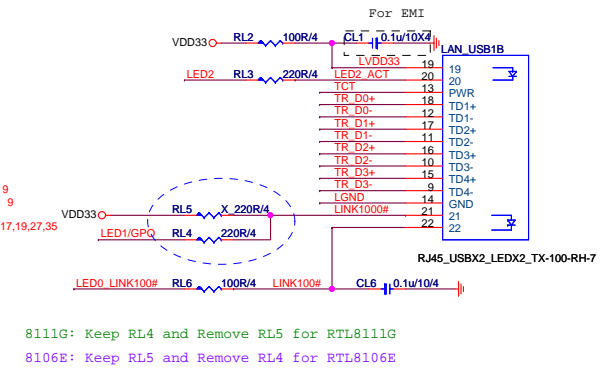 For EMI
VDD33 RL2 100R/4 CL1 0.1u/10X4
LAN_USB1B
LVDD33 19 19
LED2 RL3 220R/4 LED2_ACT 20 20
TCT 13 PWR
TR_D0+ 18 TD1+
TR_D0- 12 TD1-
TR_D1+ 17 TD2+
TR_D1- 11 TD2-
TR_D2+ 16 TD3+
TR_D2- 10 TD3-
TR_D3+ 15 TD4+
TR_D3- 9 TD4-
9
9
LGND 14 GND
VDD33 RL5 X_220R/4 LINK1000# 21 21
17,19,27,35
LED1/GPO RL4 220R/4 22 22
RJ45_USBX2_LEDX2_TX-100-RH-7
LED0_LINK100# RL6 100R/4 LINK100# CL6 0.1u/10/4
8111G: Keep RL4 and Remove RL5 for RTL8111G
8106E: Keep RL5 and Remove RL4 for RTL8106E